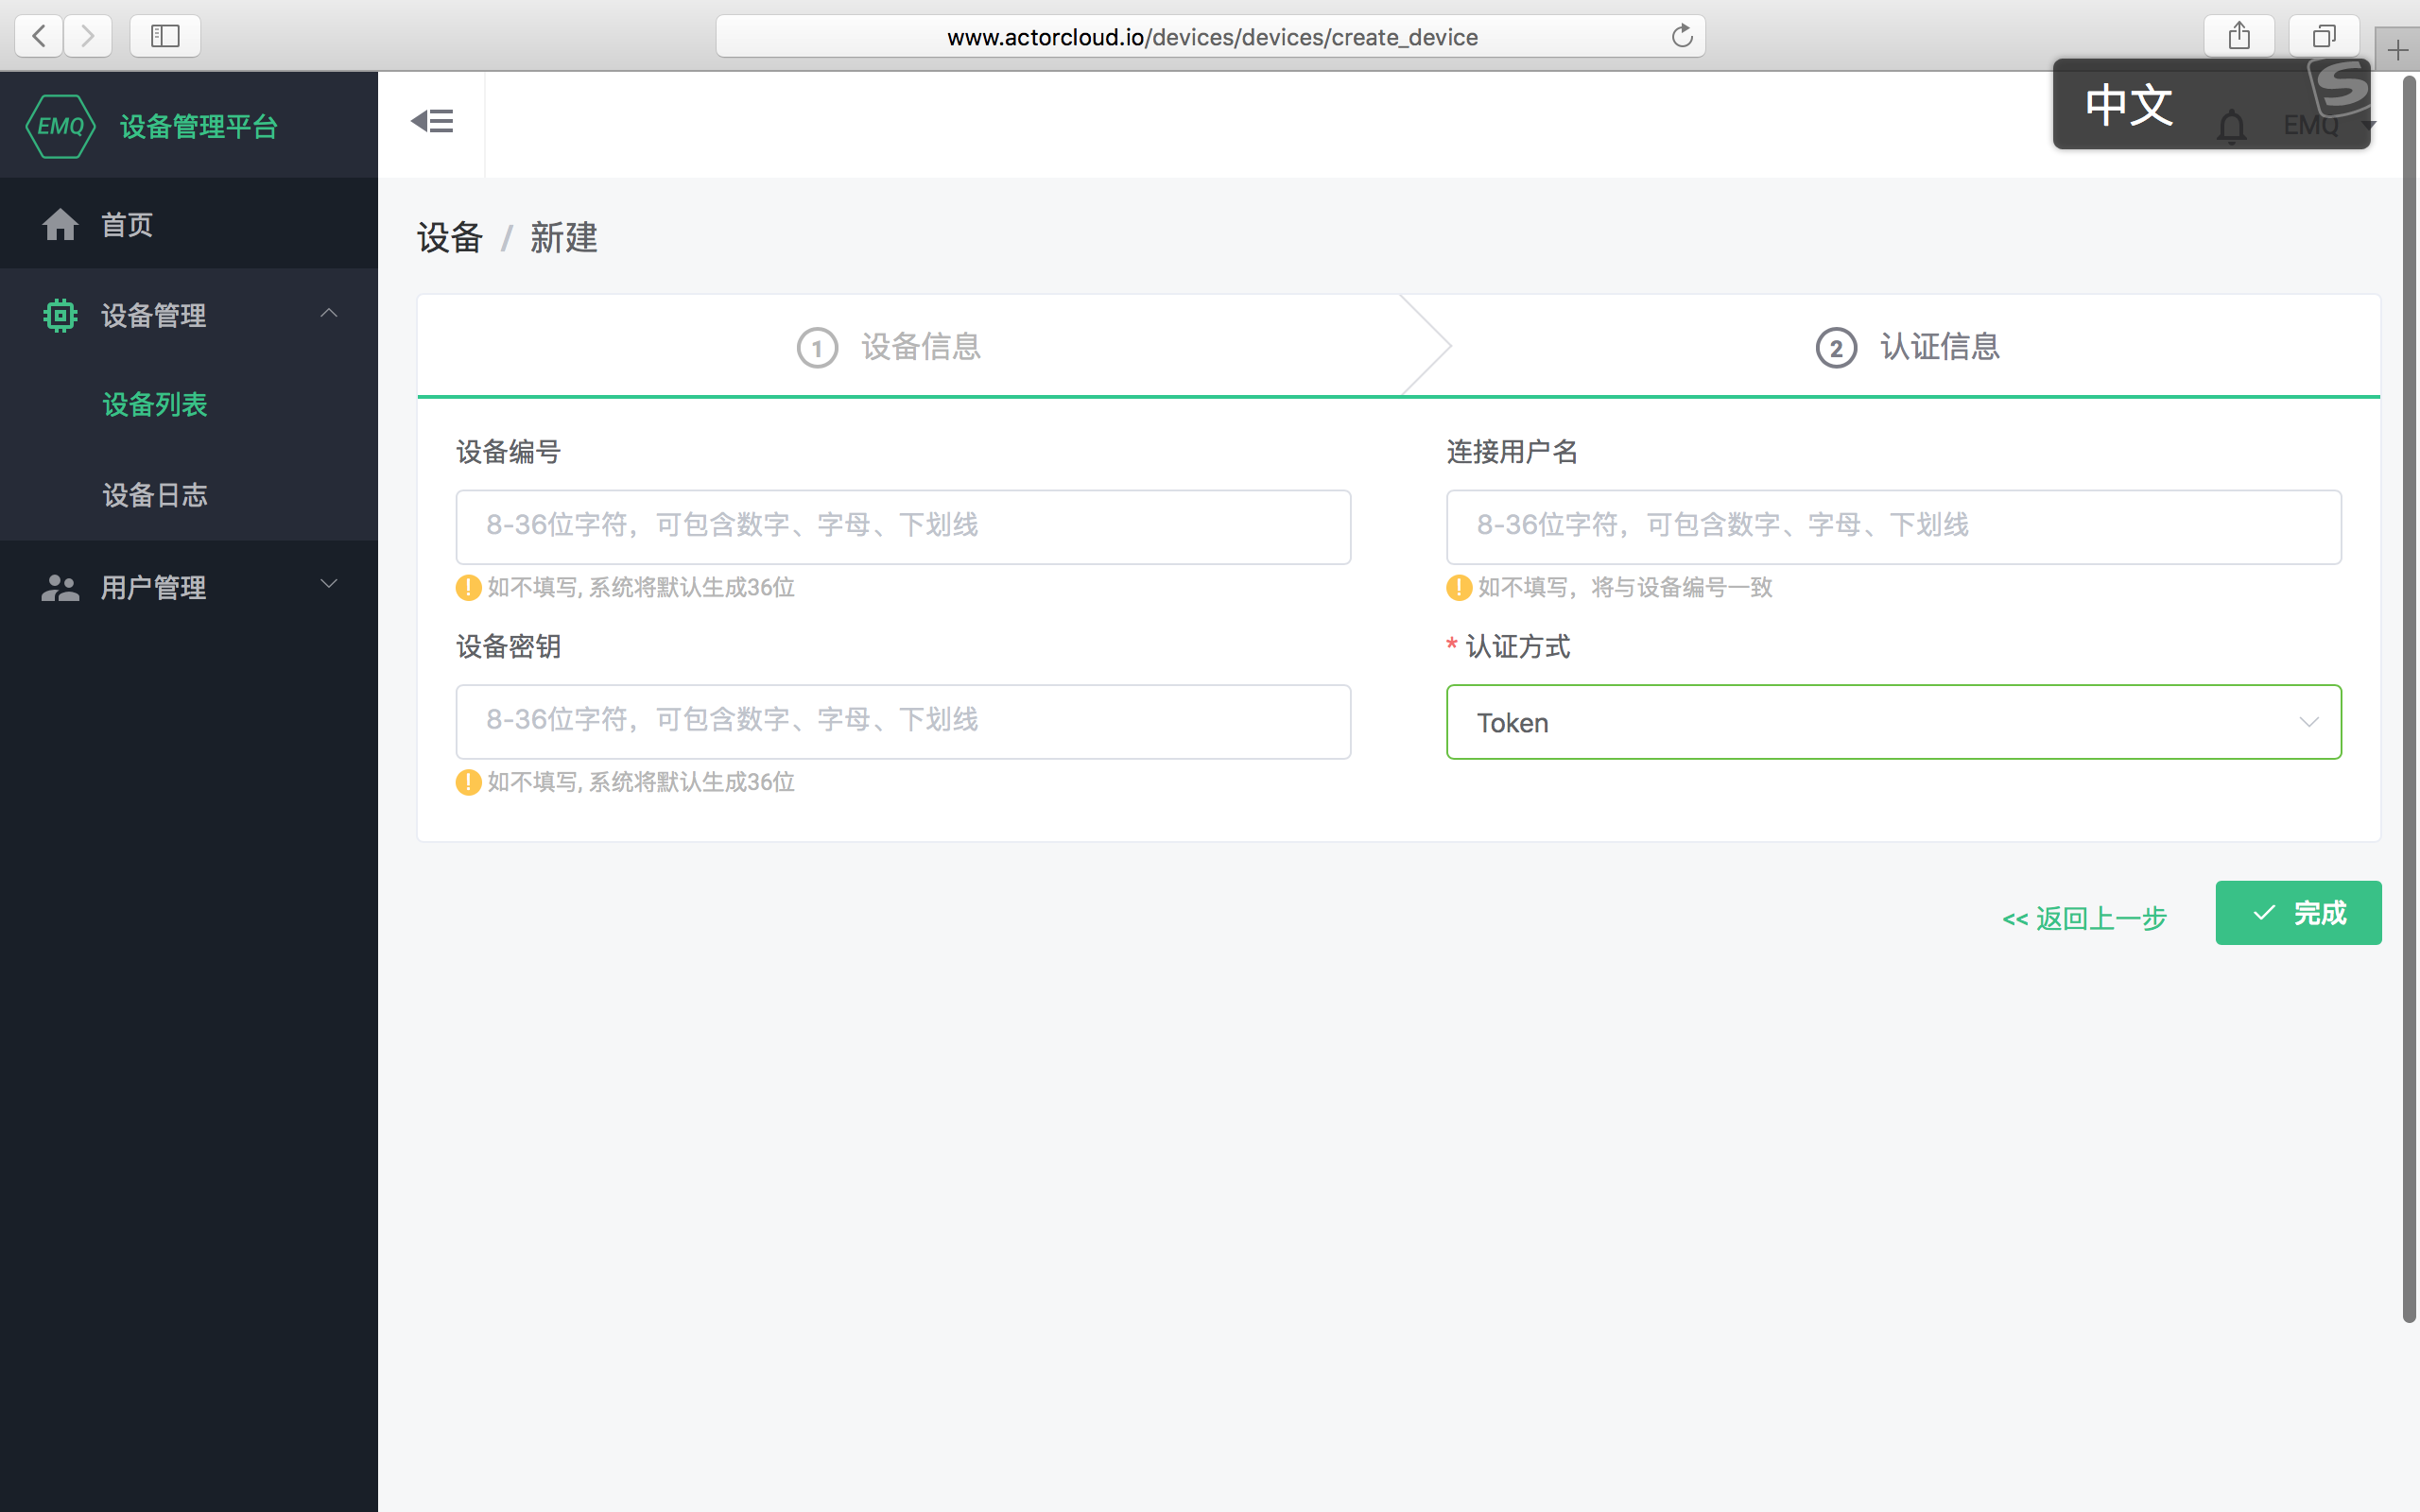 www.actorcloud.io/devices/devices/create_device
EMQ 设备管理平台
中文
EMQ
首页
设备管理
设备列表
设备日志
用户管理
设备 / 新建
1 设备信息
2 认证信息
设备编号
8-36位字符，可包含数字、字母、下划线
! 如不填写, 系统将默认生成36位
连接用户名
8-36位字符，可包含数字、字母、下划线
! 如不填写，将与设备编号一致
设备密钥
8-36位字符，可包含数字、字母、下划线
! 如不填写, 系统将默认生成36位
* 认证方式
Token
<< 返回上一步
完成